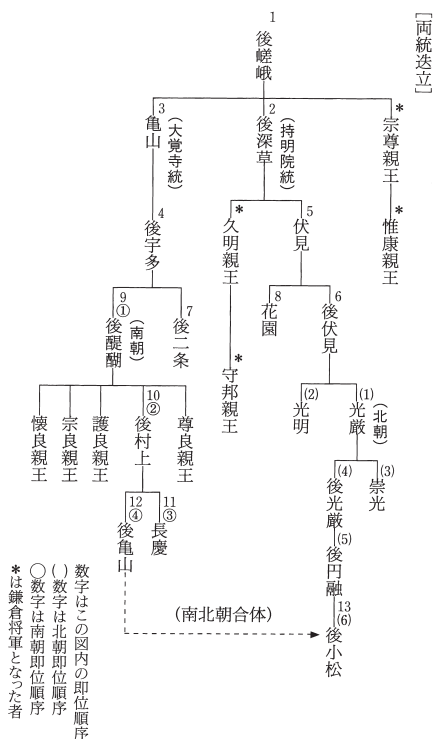 ［両統迭立］
1
後嵯峨
*
宗尊親王
*
惟康親王
2
後深草
（持明院統）
3
亀山
（大覚寺統）
5
伏見
*
久明親王
*
守邦親王
4
後宇多
6
後伏見
8
花園
7
後二条
9
①
後醍醐
（南朝）
(1)
光厳
（北朝）
(2)
光明
尊良親王
10
②
後村上
護良親王
宗良親王
懐良親王
(3)
崇光
(4)
後光厳
(5)
後円融
13
(6)
後小松
11
③
長慶
12
④
後亀山
（南北朝合体）
数字はこの図内の即位順序
( )数字は北朝即位順序
○数字は南朝即位順序
*は鎌倉将軍となった者